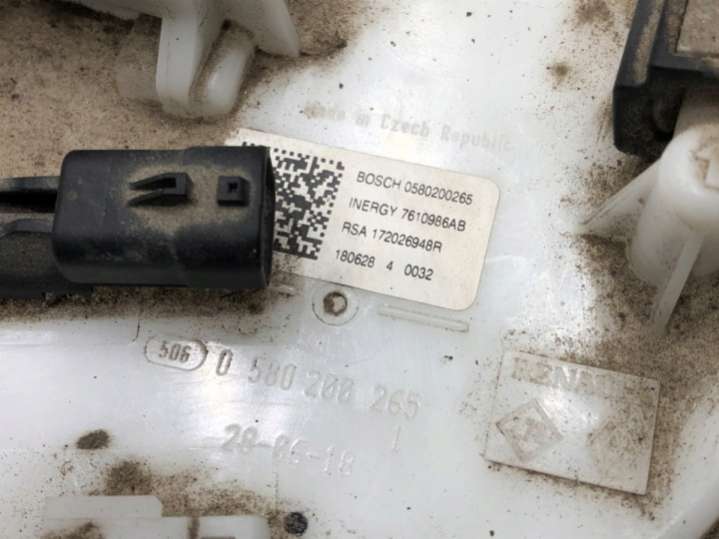 Made in Czech Republic
BOSCH 0580200265
INERGY 7610986AB
RSA 172026948R
180628 4 0032
506 0 580 200 265
1
28-06-18
RENAULT